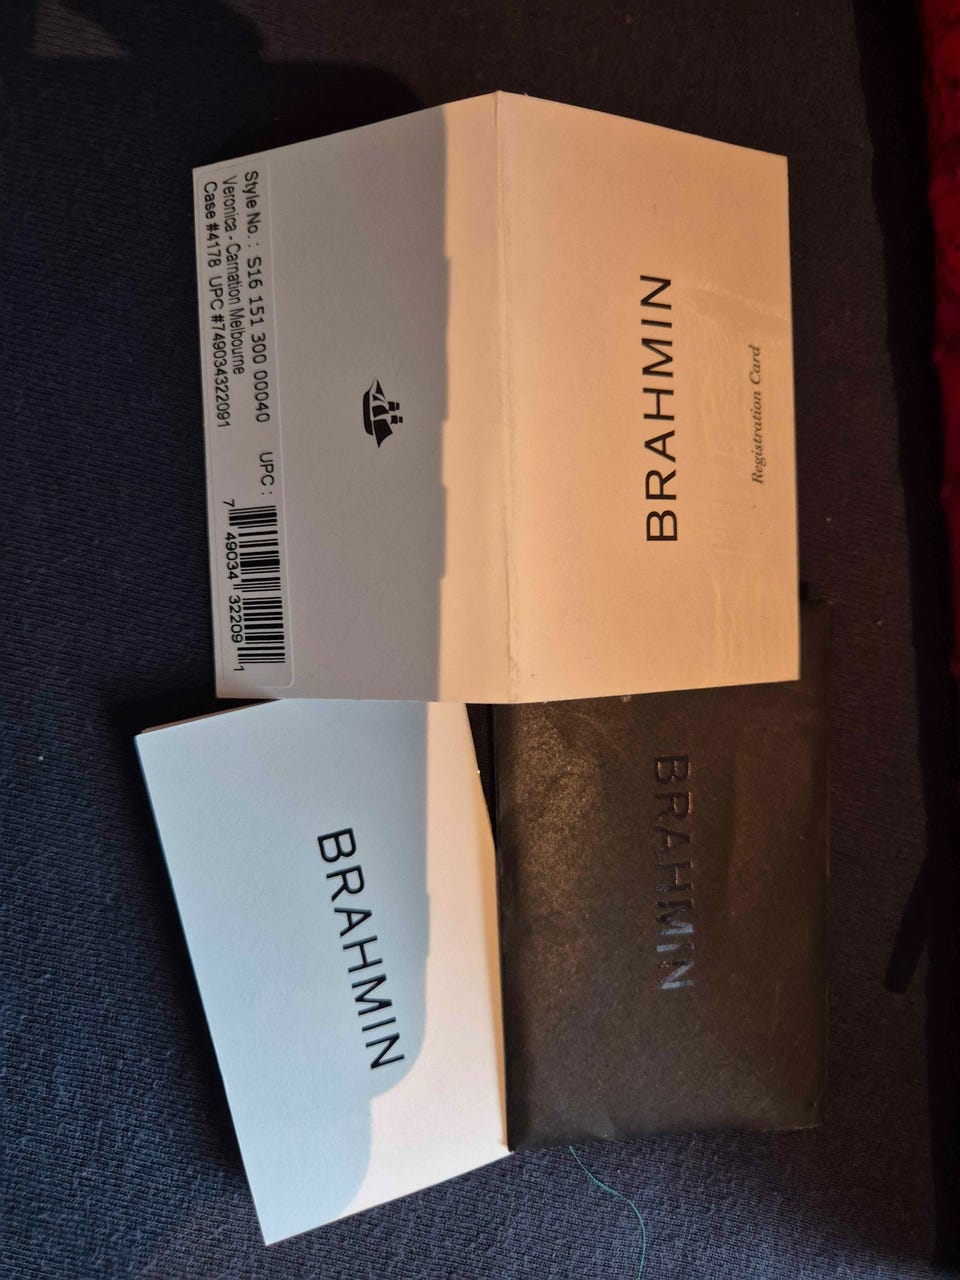 BRAHMIN
Registration Card
Style No.: S16 151 300 00040 UPC:
Veronica - Carnation Melbourne
Case #4178 UPC #749034322091
7 49034 32209 1
BRAHMIN
BRAHMIN